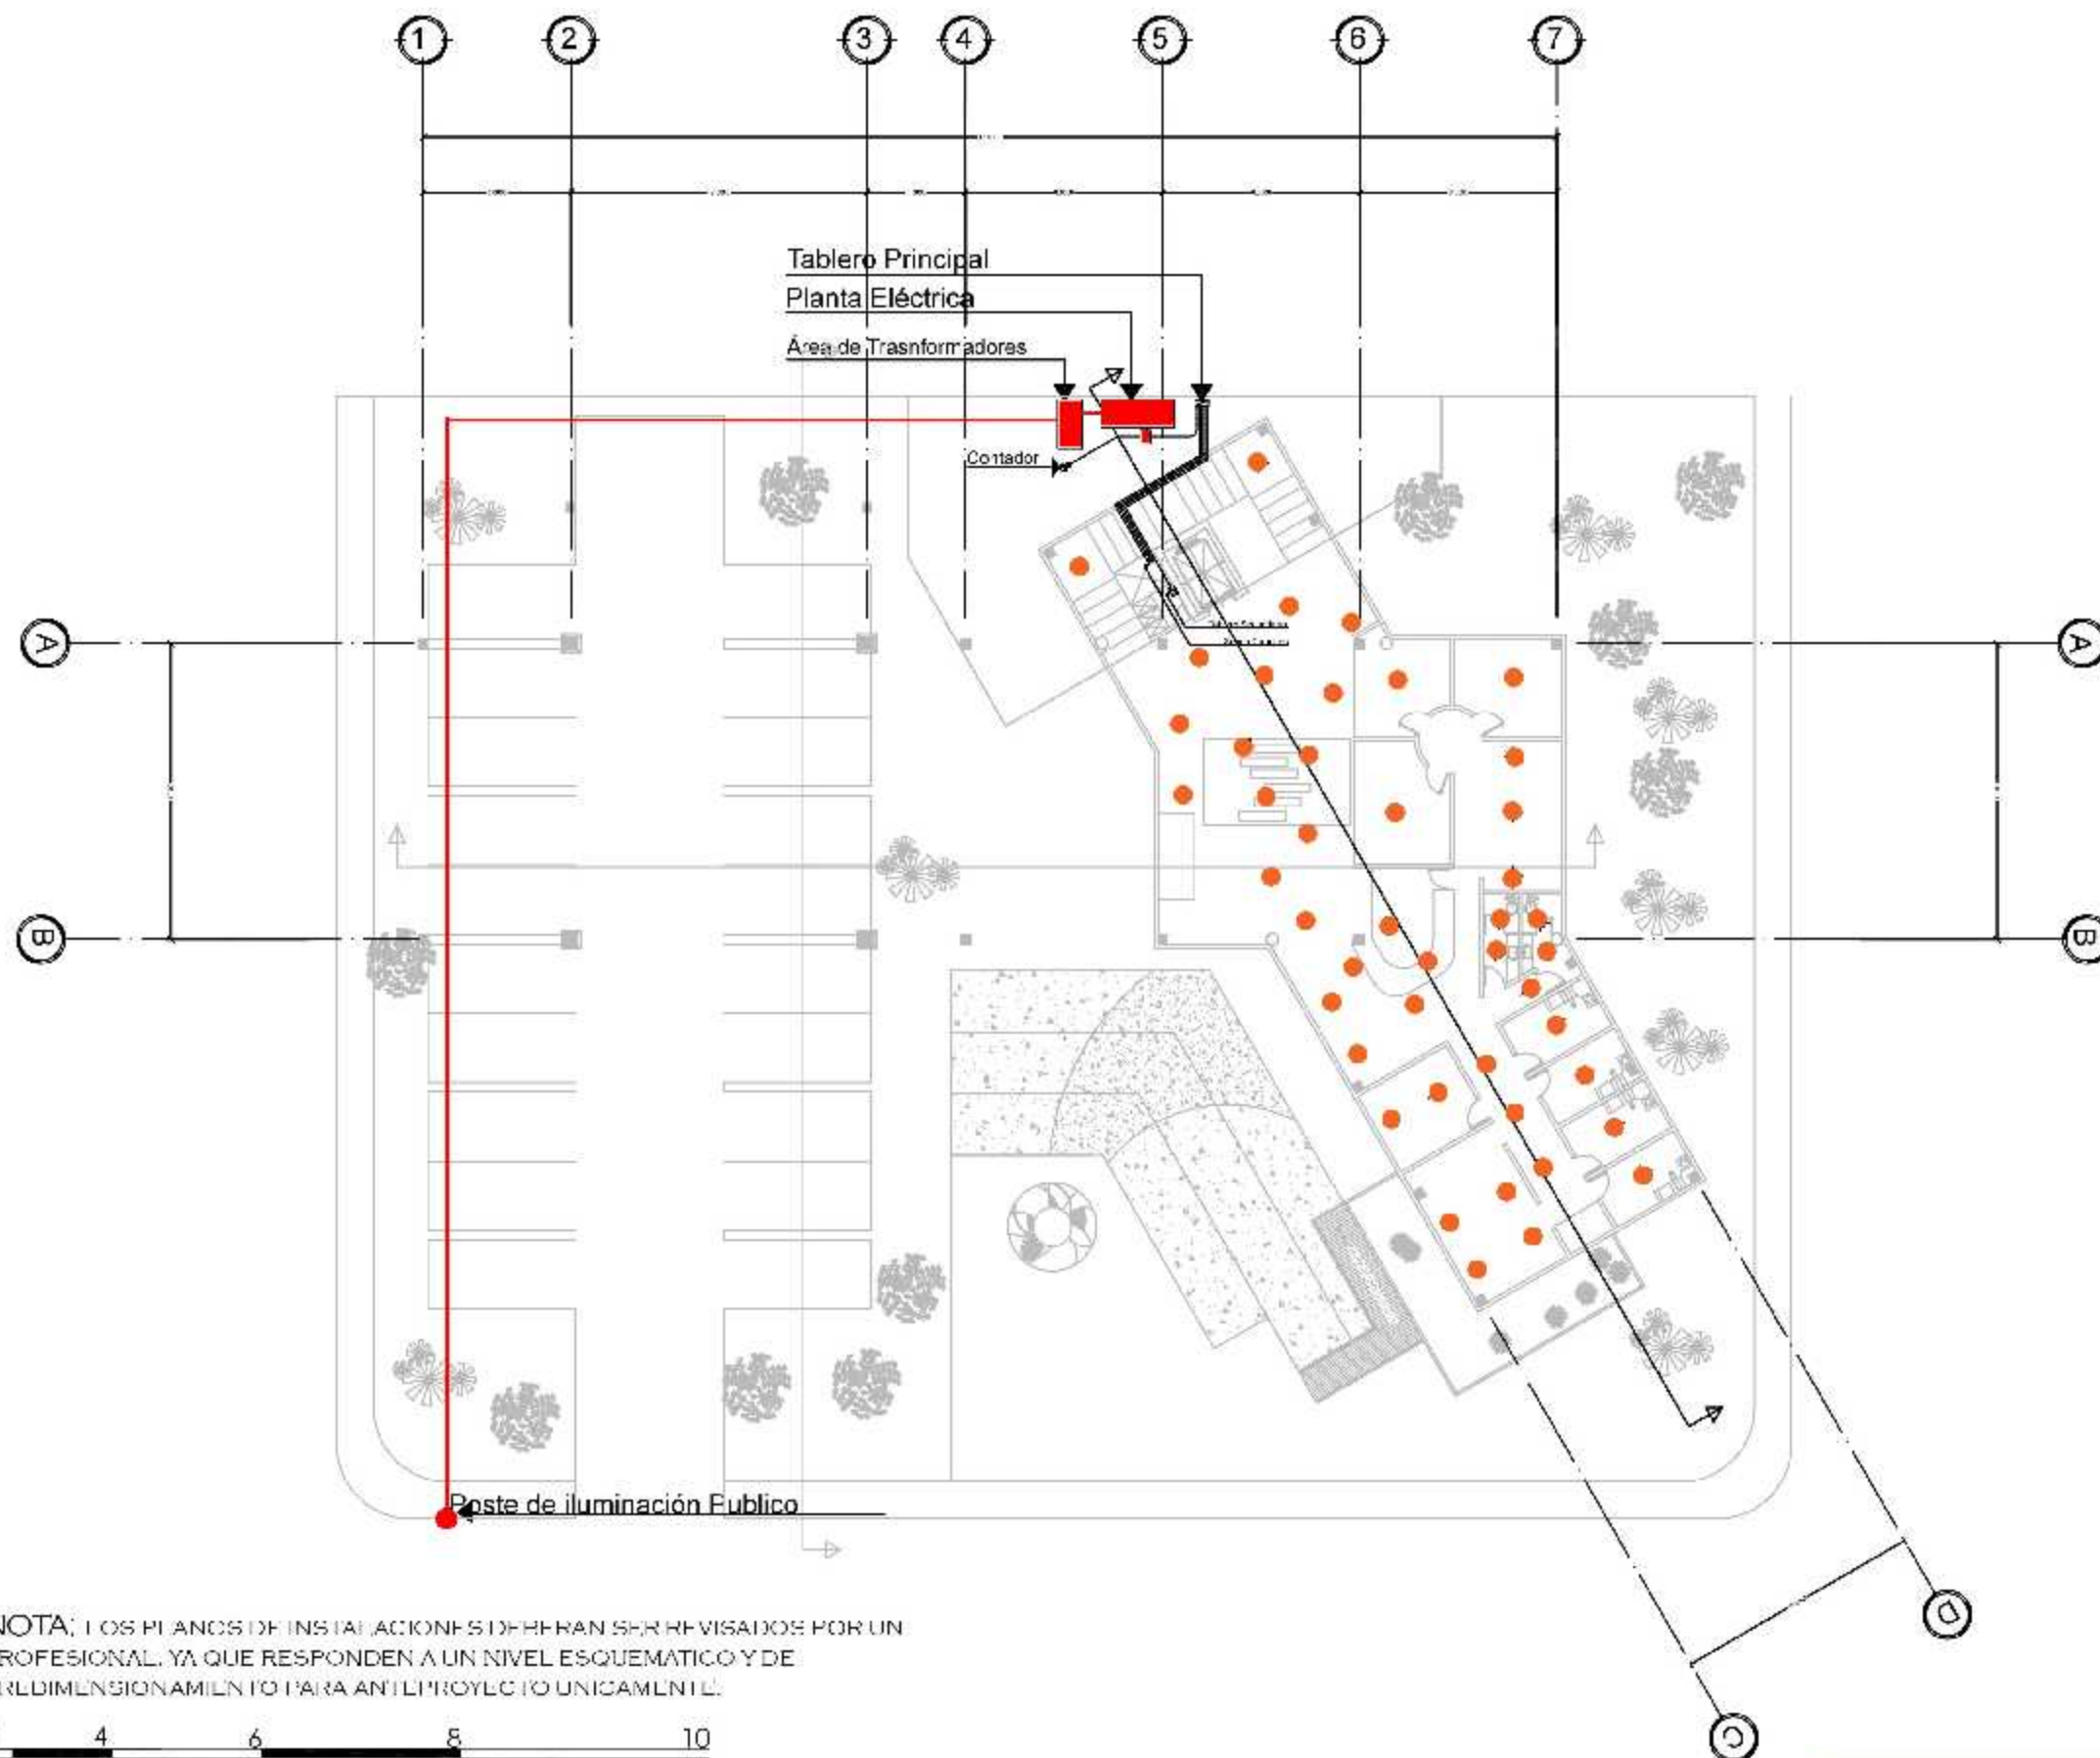 1 2 3 4 5 6 7
Tablero Principal
Planta Eléctrica
Área de Trasnformadores
Contador
A A
B B
Poste de iluminación Publico
D
C
NOTA: LOS PLANOS DE INSTALACIONES DEBERAN SER REVISADOS POR UN
ROFESIONAL, YA QUE RESPONDEN A UN NIVEL ESQUEMATICO Y DE
REDIMENSIONAMIENTO PARA ANTEPROYECTO UNICAMENTE.
4 6 8 10